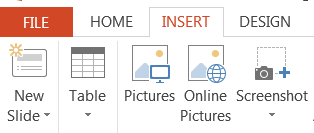 FILE HOME INSERT DESIGN
New Table Pictures Online Screenshot
Slide Pictures